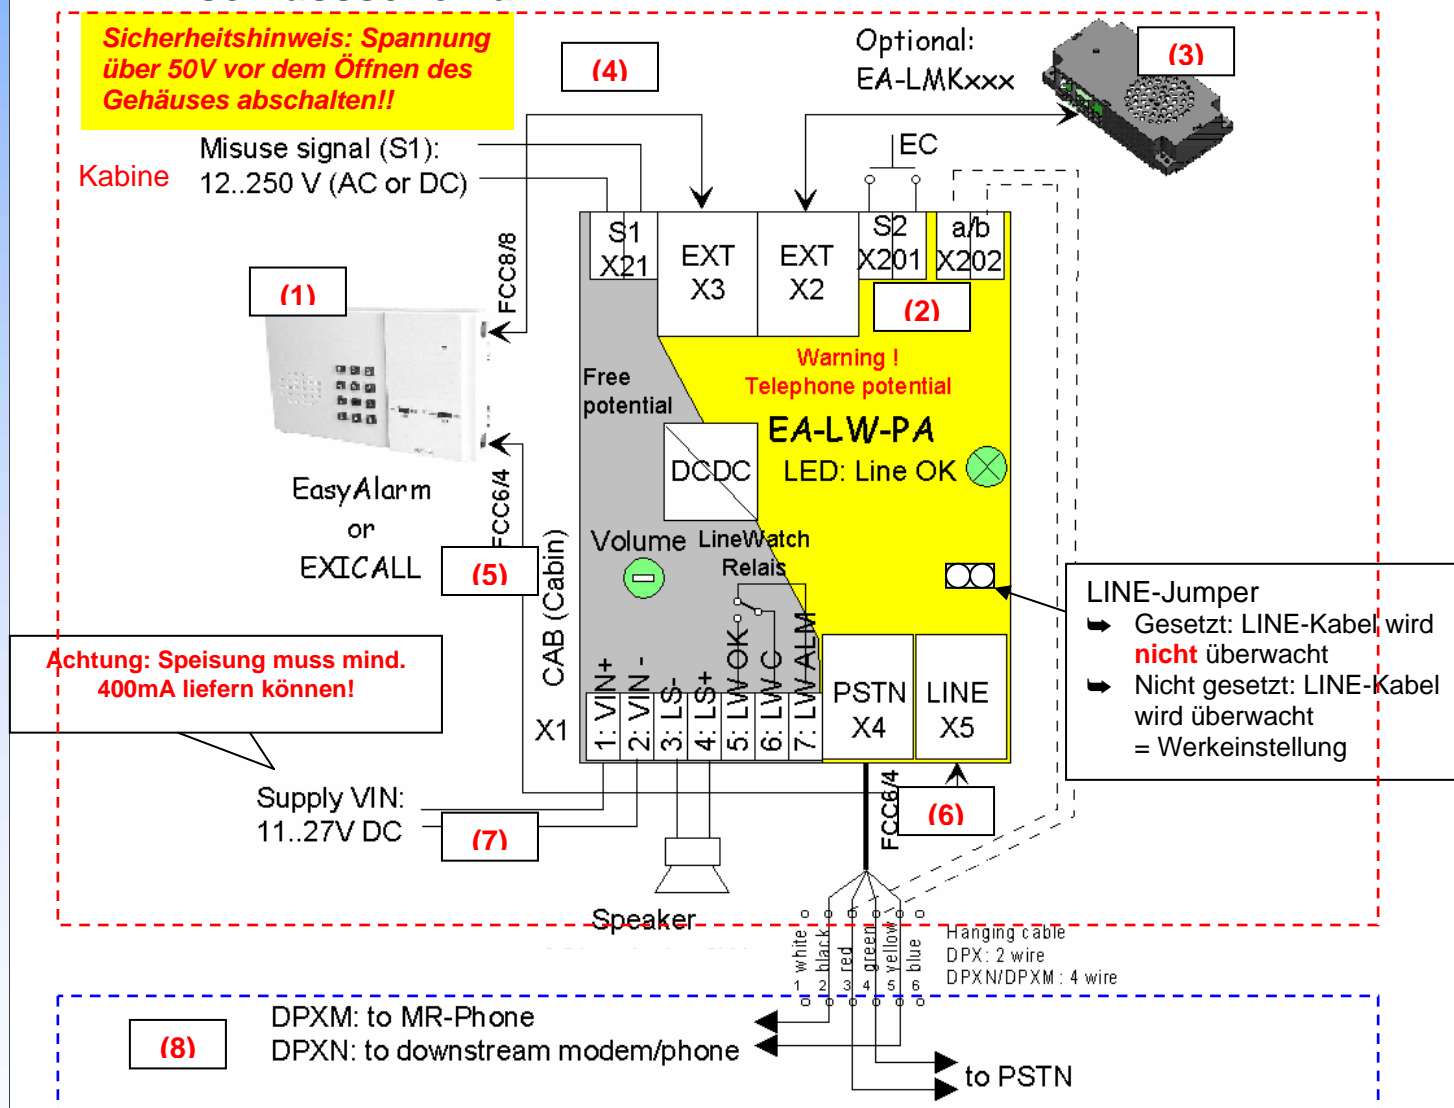 Sicherheitshinweis: Spannung
über 50V vor dem Öffnen des
Gehäuses abschalten!!
(4)
Optional:
EA-LMKxxx
(3)
Kabine
Misuse signal (S1):
12..250 V (AC or DC)
EC
S1
X21
EXT
X3
EXT
X2
S2
X201
a/b
X202
FCC8/8
(1)
(2)
Warning !
Telephone potential
Free
potential
EA-LW-PA
DCDC
LED: Line OK
EasyAlarm
or
EXICALL
FCC6/4
(5)
CAB (Cabin)
Volume
LineWatch
Relais
LINE-Jumper
➥ Gesetzt: LINE-Kabel wird
nicht überwacht
➥ Nicht gesetzt: LINE-Kabel
wird überwacht
= Werkeinstellung
Achtung: Speisung muss mind.
400mA liefern können!
X1
1: VIN+
2: VIN -
3: LS-
4: LS+
5: LW OK
6: LW C
7: LW ALM
PSTN
X4
LINE
X5
Supply VIN:
11..27V DC
(7)
FCC6/4
(6)
Speaker
white
black
red
green
yellow
blue
1 2 3 4 5 6
Hanging cable
DPX: 2 wire
DPXN/DPXM : 4 wire
(8)
DPXM: to MR-Phone
DPXN: to downstream modem/phone
to PSTN